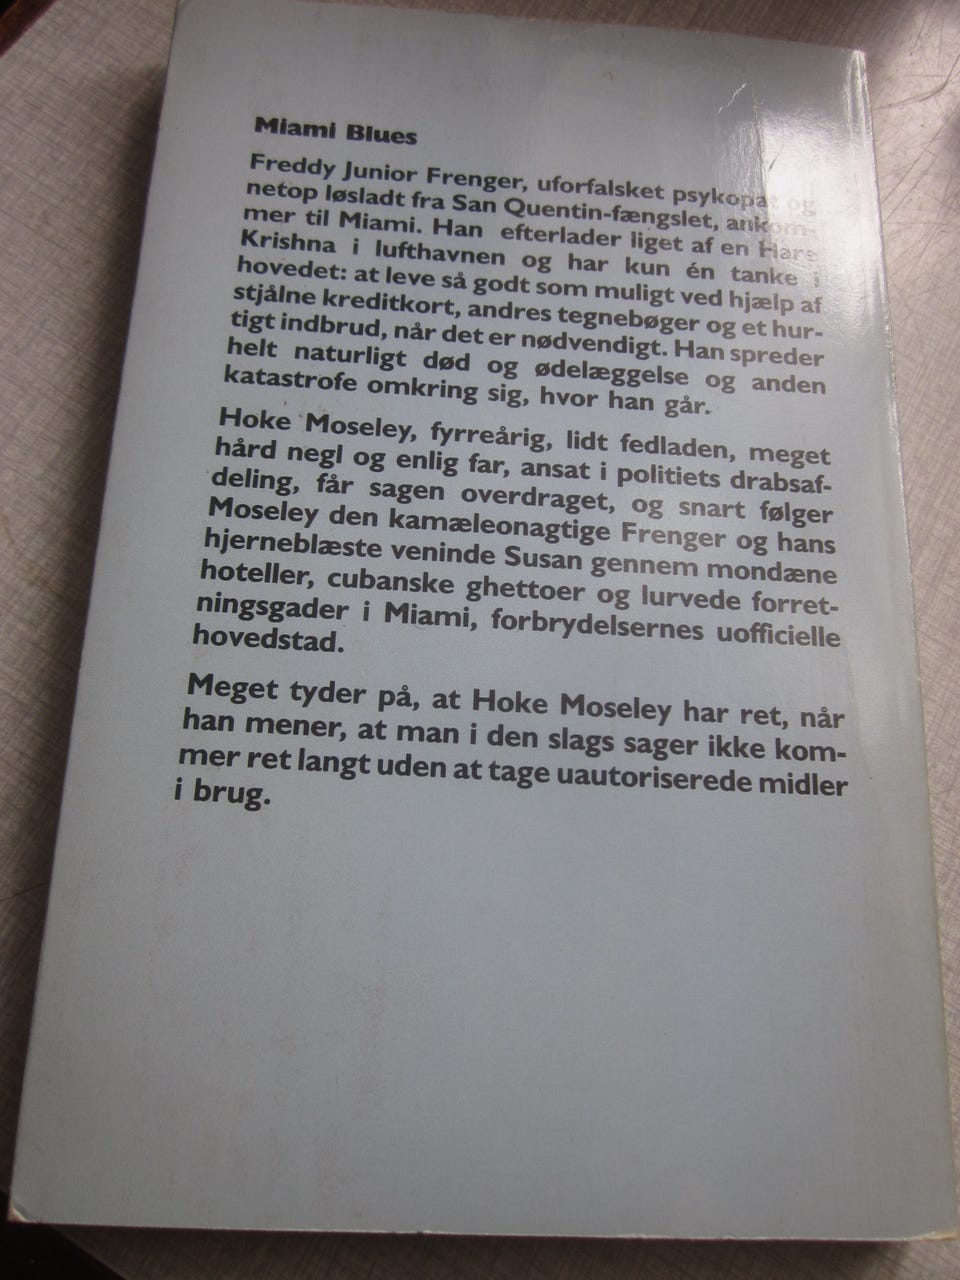 Miami Blues
Freddy Junior Frenger, uforfalsket psykopat og
netop løsladt fra San Quentin-fængslet, ankom-
mer til Miami. Han efterlader liget af en Hare
Krishna i lufthavnen og har kun én tanke i
hovedet: at leve så godt som muligt ved hjælp af
stjålne kreditkort, andres tegnebøger og et hur-
tigt indbrud, når det er nødvendigt. Han spreder
helt naturligt død og ødelæggelse og anden
katastrofe omkring sig, hvor han går.
Hoke Moseley, fyrreårig, lidt fedladen, meget
hård negl og enlig far, ansat i politiets drabsaf-
deling, får sagen overdraget, og snart følger
Moseley den kamæleonagtige Frenger og hans
hjerneblæste veninde Susan gennem mondæne
hoteller, cubanske ghettoer og lurvede forret-
ningsgader i Miami, forbrydelsernes uofficielle
hovedstad.
Meget tyder på, at Hoke Moseley har ret, når
han mener, at man i den slags sager ikke kom-
mer ret langt uden at tage uautoriserede midler
i brug.